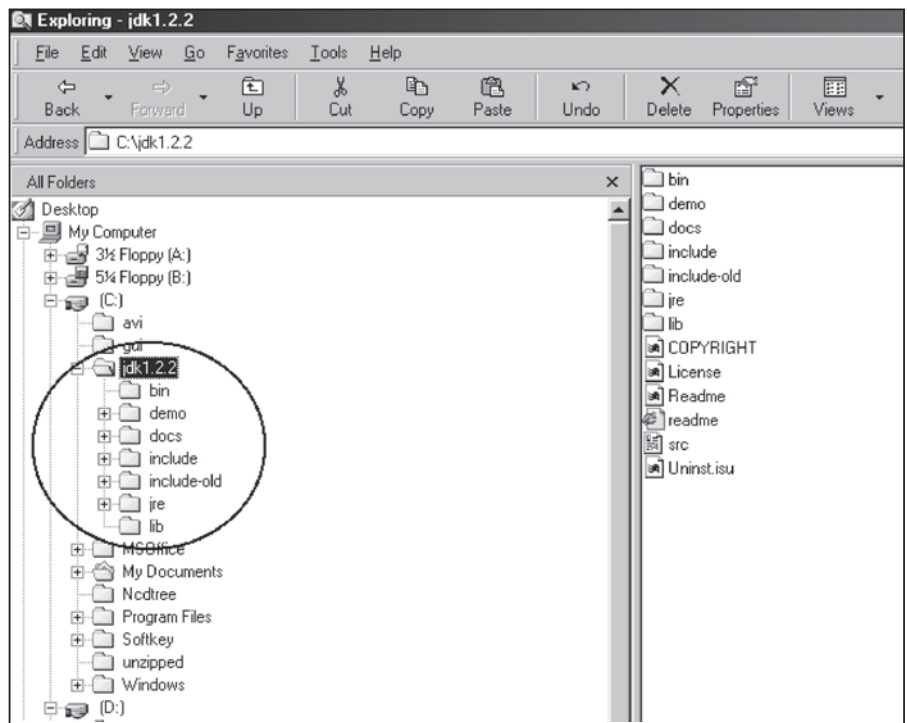 Exploring - jdk1.2.2
File Edit View Go Favorites Tools Help
Back Forward Up Cut Copy Paste Undo Delete Properties Views
Address C:\jdk1.2.2
All Folders
Desktop
My Computer
3½ Floppy (A:)
5¼ Floppy (B:)
(C:)
avi
gdi
jdk1.2.2
bin
demo
docs
include
include-old
jre
lib
MSOffice
My Documents
Ncdtree
Program Files
Softkey
unzipped
Windows
(D:)
bin
demo
docs
include
include-old
jre
lib
COPYRIGHT
License
Readme
readme
src
Uninst.isu